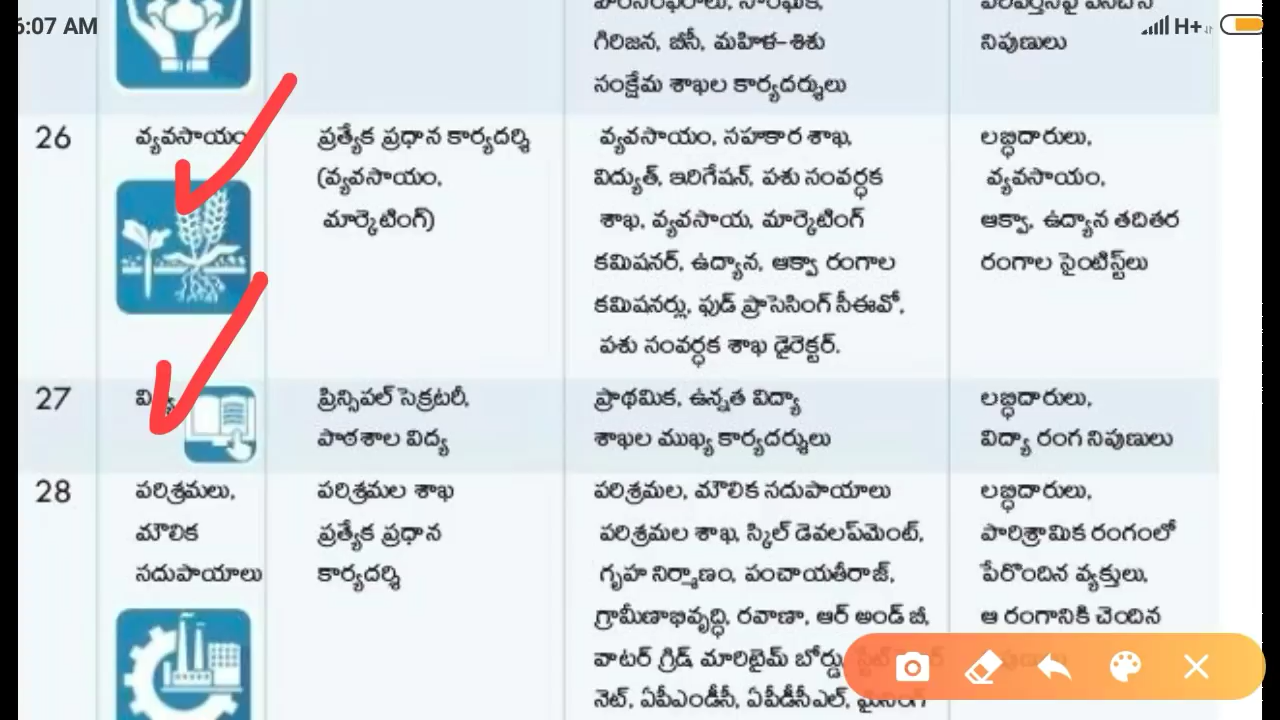 6:07 AM
H+
గిరిజన, బీసీ, మహిళ-శిశు
సంక్షేమ శాఖల కార్యదర్శులు
నిపుణులు
26
వ్యవసాయం
ప్రత్యేక ప్రధాన కార్యదర్శి
(వ్యవసాయం,
మార్కెటింగ్)
వ్యవసాయం, సహకార శాఖ,
విద్యుత్, ఇరిగేషన్, పశు సంవర్ధక
శాఖ, వ్యవసాయ, మార్కెటింగ్
కమిషనర్, ఉద్యాన, ఆక్వా రంగాల
కమిషనర్లు, ఫుడ్ ప్రాసెసింగ్ సీఈవో,
పశు సంవర్ధక శాఖ డైరెక్టర్.
లబ్ధిదారులు,
వ్యవసాయం,
ఆక్వా, ఉద్యాన తదితర
రంగాల సైంటిస్ట్‌లు
27
విద్య
ప్రిన్సిపల్ సెక్రటరీ,
పాఠశాల విద్య
ప్రాథమిక, ఉన్నత విద్యా
శాఖల ముఖ్య కార్యదర్శులు
లబ్ధిదారులు,
విద్యా రంగ నిపుణులు
28
పరిశ్రమలు,
మౌలిక
సదుపాయాలు
పరిశ్రమల శాఖ
ప్రత్యేక ప్రధాన
కార్యదర్శి
పరిశ్రమల, మౌలిక సదుపాయాలు
పరిశ్రమల శాఖ, స్కిల్ డెవలప్‌మెంట్,
గృహ నిర్మాణం, పంచాయతీరాజ్,
గ్రామీణాభివృద్ధి, రవాణా, ఆర్ అండ్ బీ,
వాటర్ గ్రిడ్ మారిటైమ్ బోర్డు,
నెట్, ఏపీఎండీసీ, ఏపీడీసీఎల్, మైనింగ్
లబ్ధిదారులు,
పారిశ్రామిక రంగంలో
పేరొందిన వ్యక్తులు,
ఆ రంగానికి చెందిన